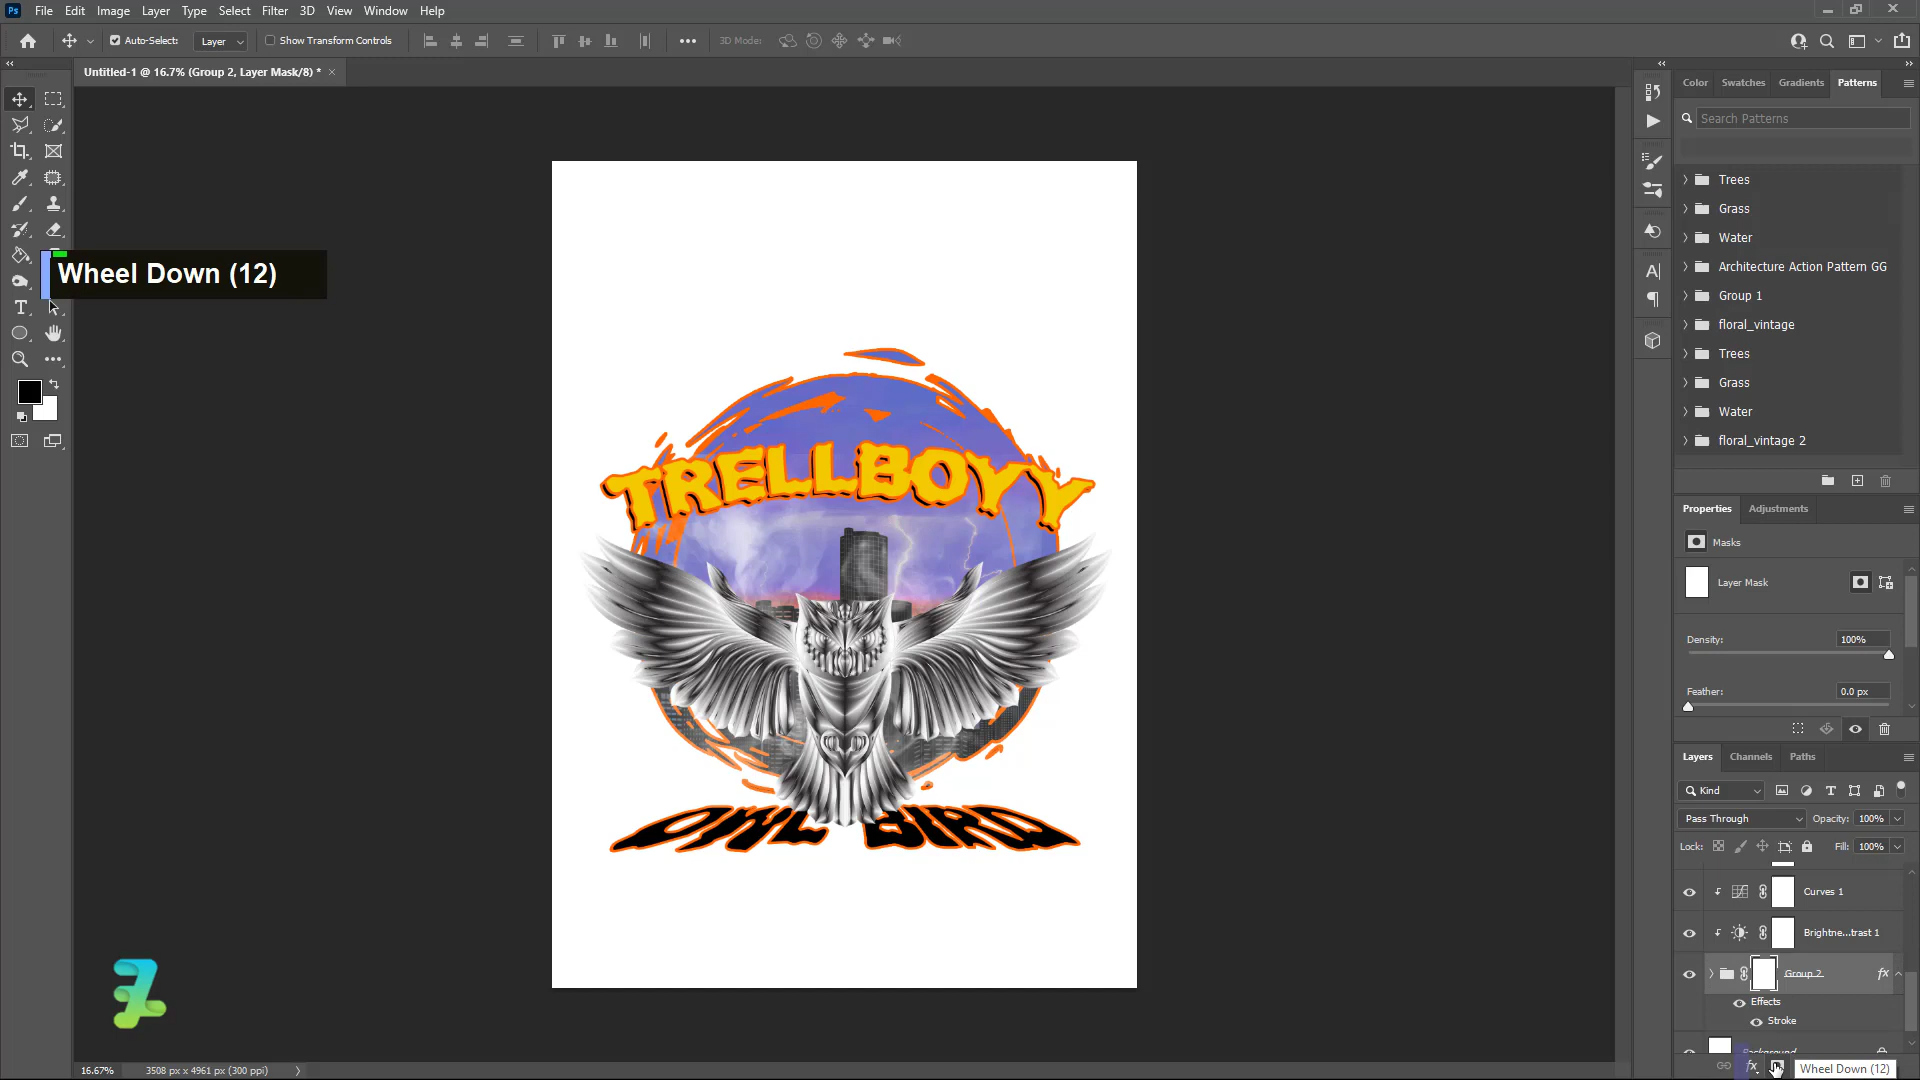 Ps File Edit Image Layer Type Select Filter 3D View Window Help
Auto-Select: Layer Show Transform Controls 3D Mode:
Untitled-1 @ 16.7% (Group 2, Layer Mask/8) *
Color Swatches Gradients Patterns
Search Patterns
Trees
Grass
Water
Architecture Action Pattern GG
Group 1
floral_vintage
Trees
Grass
Water
floral_vintage 2
Wheel Down (12)
TRELLBOYY
OWL BIRD
Properties Adjustments
Masks
Layer Mask
Density: 100%
Feather: 0.0 px
Layers Channels Paths
Kind
Pass Through Opacity: 100%
Lock: Fill: 100%
Curves 1
Brightne...trast 1
Group 2 fx
Effects
Stroke
Background
fx
Wheel Down (12)
16.67% 3508 px x 4961 px (300 ppi)